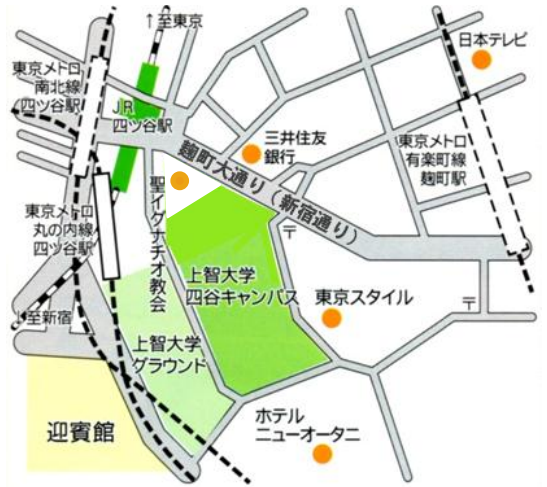 ↑至東京
日本テレビ
東京メトロ
南北線
四ツ谷駅
JR
四ツ谷駅
三井住友
銀行
東京メトロ
有楽町線
麹町駅
麹町大通り(新宿通り)
聖イグナチオ教会
東京メトロ
丸の内線
四ツ谷駅
〒
上智大学
四谷キャンパス
東京スタイル
〒
↓至新宿
上智大学
グラウンド
迎賓館
ホテル
ニューオータニ